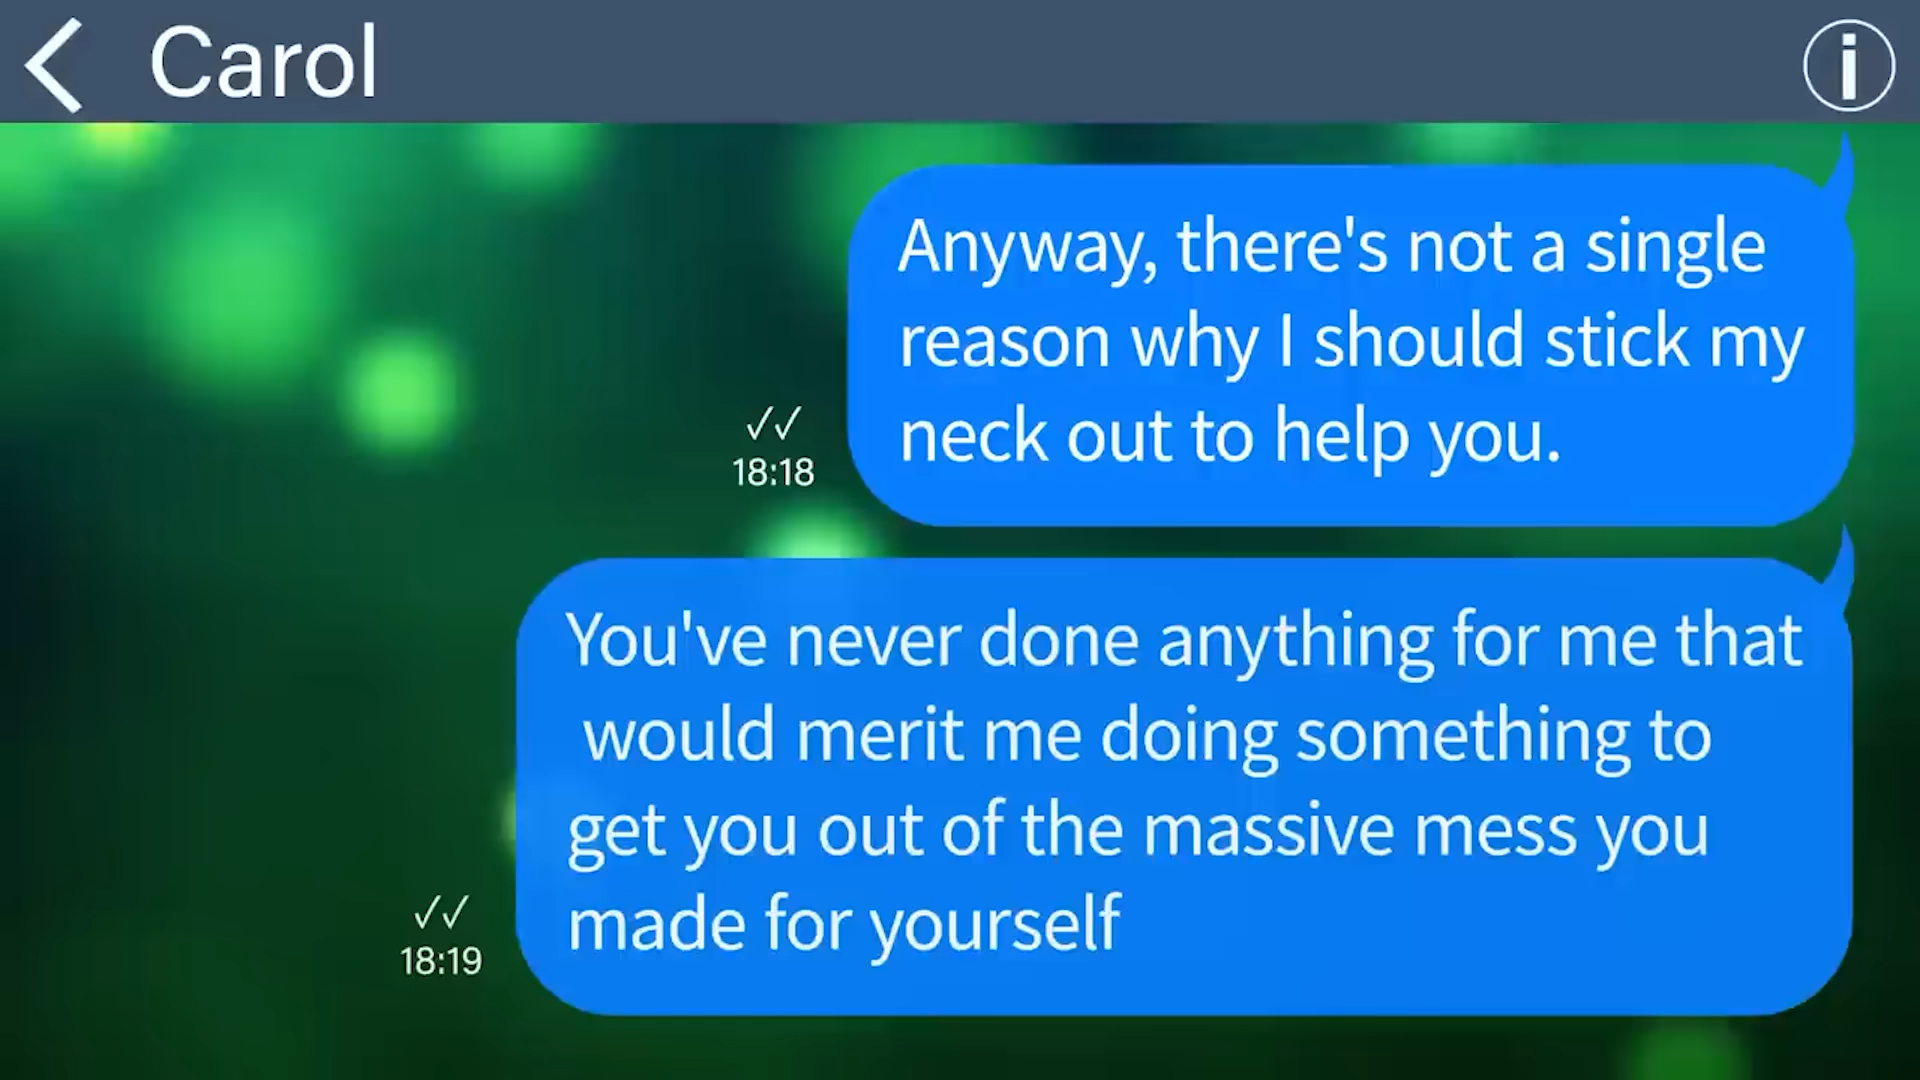 Carol
Anyway, there's not a single
reason why I should stick my
neck out to help you.
18:18
You've never done anything for me that
would merit me doing something to
get you out of the massive mess you
made for yourself
18:19